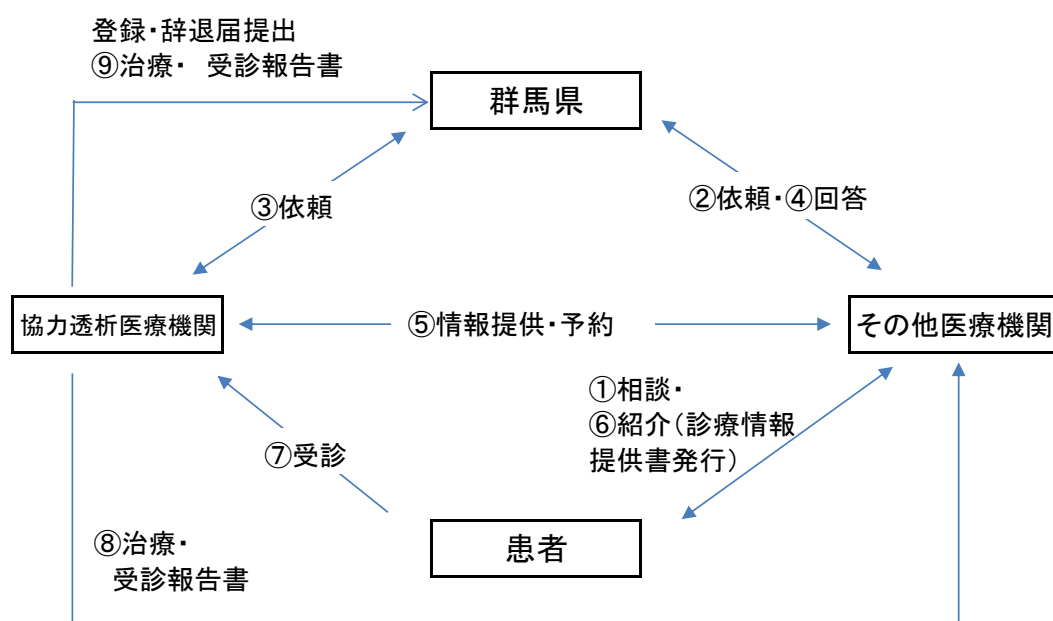 登録・辞退届提出
⑨治療・ 受診報告書
群馬県
③依頼
②依頼・④回答
協力透析医療機関
⑤情報提供・予約
その他医療機関
①相談・
⑥紹介(診療情報
提供書発行)
⑦受診
患者
⑧治療・
受診報告書